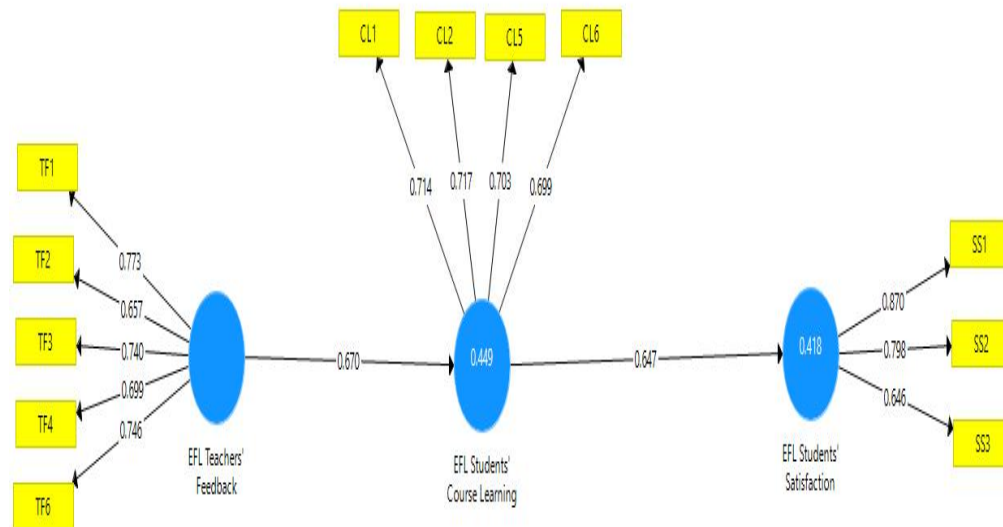 CL1
CL2
CL5
CL6
TF1
TF2
TF3
TF4
TF6
0.714
0.717
0.703
0.699
0.773
0.657
0.740
0.699
0.746
0.670
0.449
0.647
0.418
0.870
0.798
0.646
SS1
SS2
SS3
EFL Teachers'
Feedback
EFL Students'
Course Learning
EFL Students'
Satisfaction